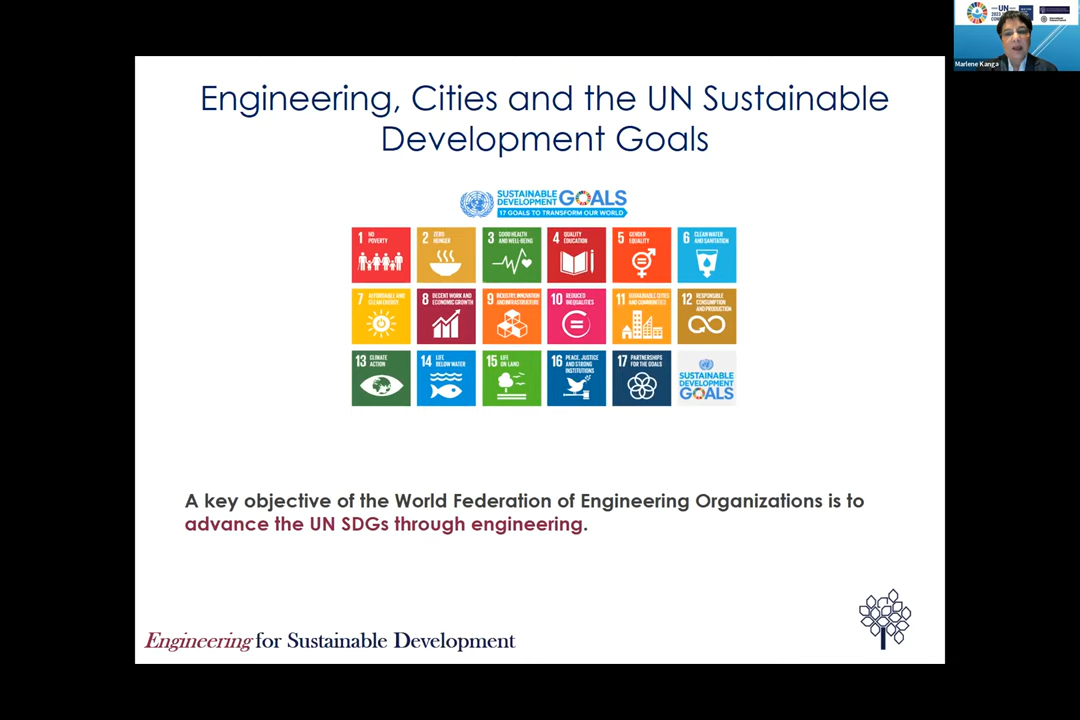 Engineering, Cities and the UN Sustainable
Development Goals
SUSTAINABLE
DEVELOPMENT GOALS
17 GOALS TO TRANSFORM OUR WORLD
1 NO
POVERTY
2 ZERO
HUNGER
3 GOOD HEALTH
AND WELL-BEING
4 QUALITY
EDUCATION
5 GENDER
EQUALITY
6 CLEAN WATER
AND SANITATION
7 AFFORDABLE AND
CLEAN ENERGY
8 DECENT WORK AND
ECONOMIC GROWTH
9 INDUSTRY, INNOVATION
AND INFRASTRUCTURE
10 REDUCED
INEQUALITIES
11 SUSTAINABLE CITIES
AND COMMUNITIES
12 RESPONSIBLE
CONSUMPTION
AND PRODUCTION
13 CLIMATE
ACTION
14 LIFE
BELOW WATER
15 LIFE
ON LAND
16 PEACE, JUSTICE
AND STRONG
INSTITUTIONS
17 PARTNERSHIPS
FOR THE GOALS
SUSTAINABLE
DEVELOPMENT
GOALS
A key objective of the World Federation of Engineering Organizations is to
advance the UN SDGs through engineering.
Engineering for Sustainable Development
UN
Marlene Kanga